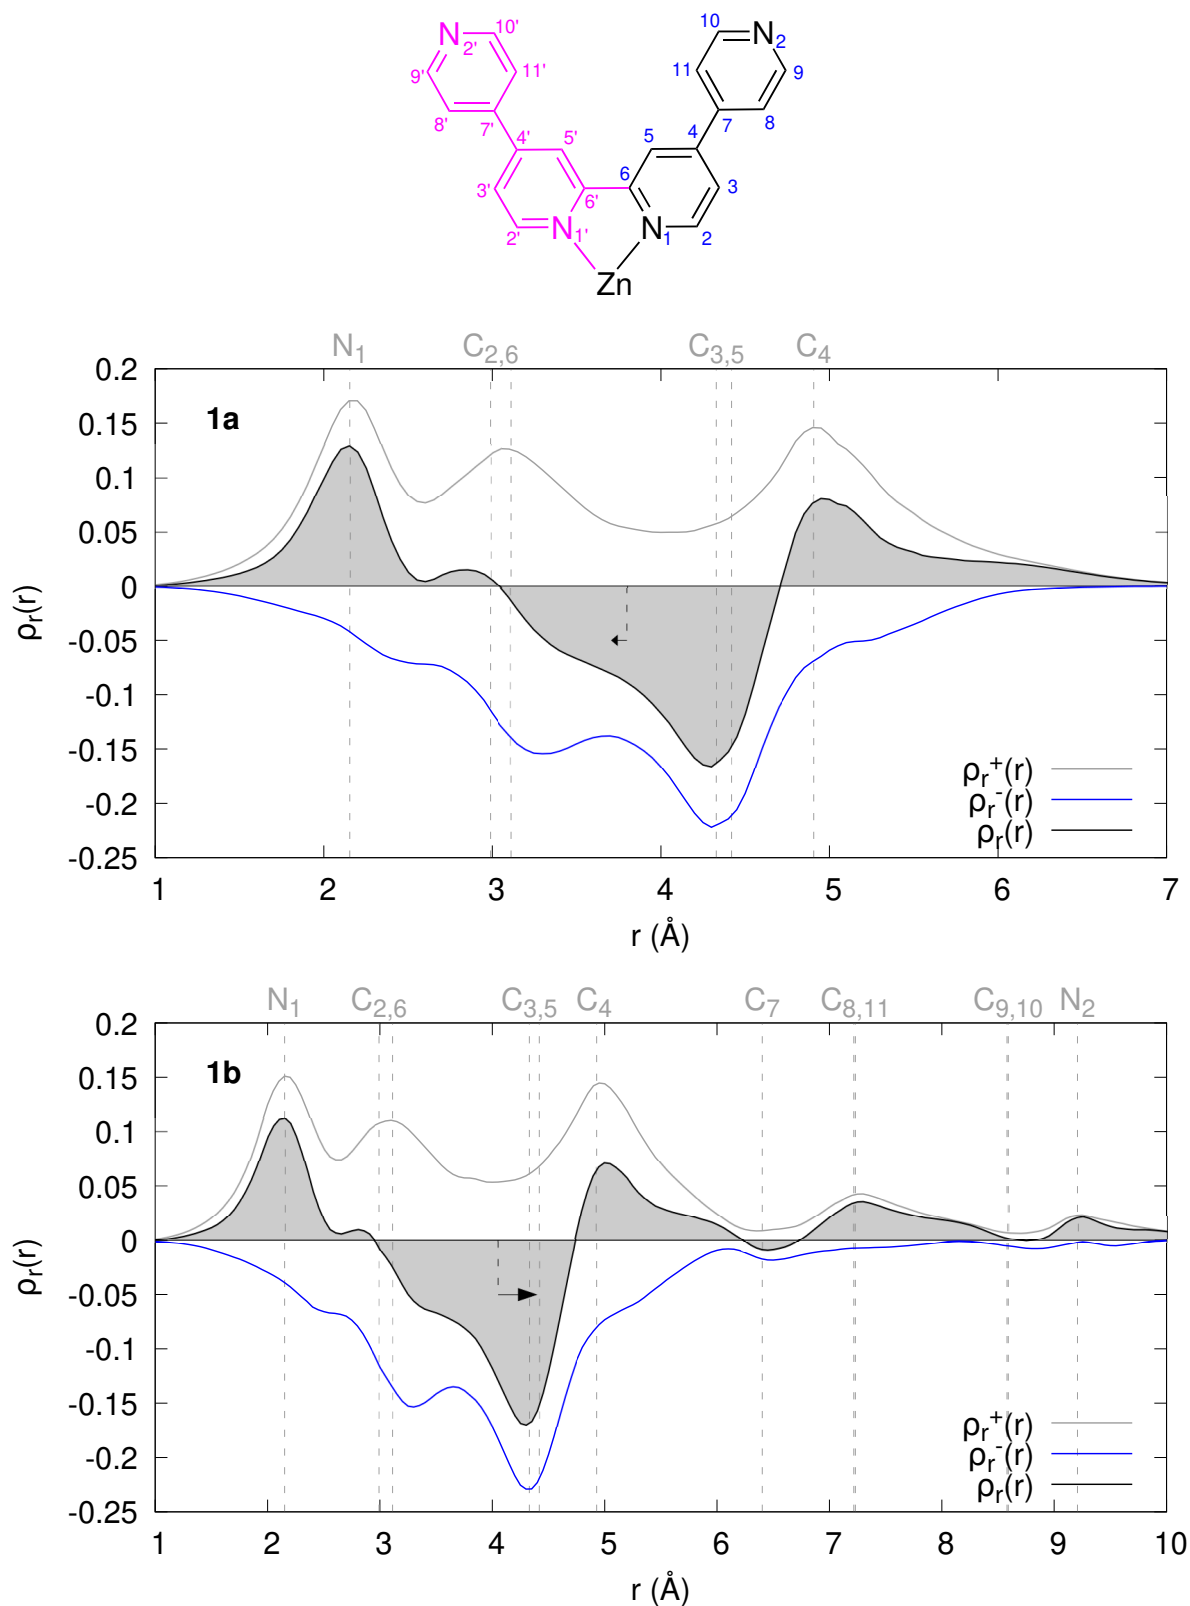 N 2' 10' 10 N 2
9' 11' 11 9
8' 7' 7 8
4' 5' 5 4
3' 6' 6 3
2' N 1' N 1 2
Zn
N1 C2,6 C3,5 C4
0.2
0.15
0.1
0.05
0
-0.05
-0.1
-0.15
-0.2
-0.25
ρr(r)
1a
ρr+(r)
ρr-(r)
ρr(r)
1 2 3 4 5 6 7
r (Å)
N1 C2,6 C3,5 C4 C7 C8,11 C9,10 N2
0.2
0.15
0.1
0.05
0
-0.05
-0.1
-0.15
-0.2
-0.25
ρr(r)
1b
ρr+(r)
ρr-(r)
ρr(r)
1 2 3 4 5 6 7 8 9 10
r (Å)